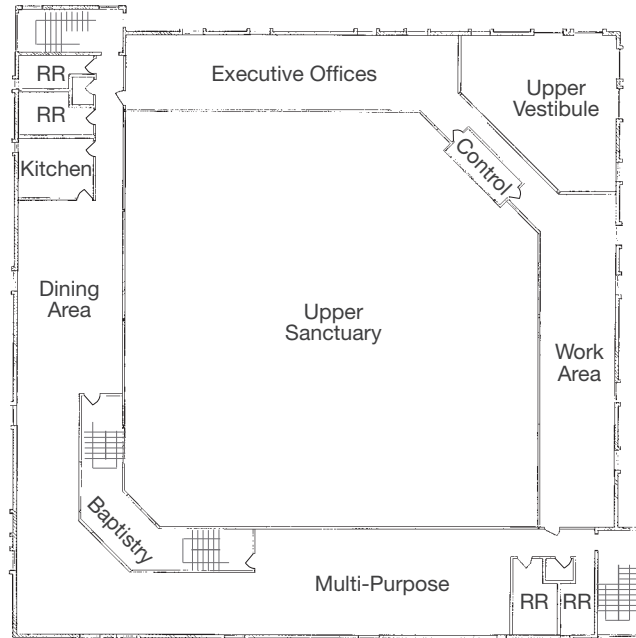 RR
Executive Offices
Upper
Vestibule
RR
Control
Kitchen
Dining
Area
Upper
Sanctuary
Work
Area
Baptistry
Multi-Purpose
RR
RR